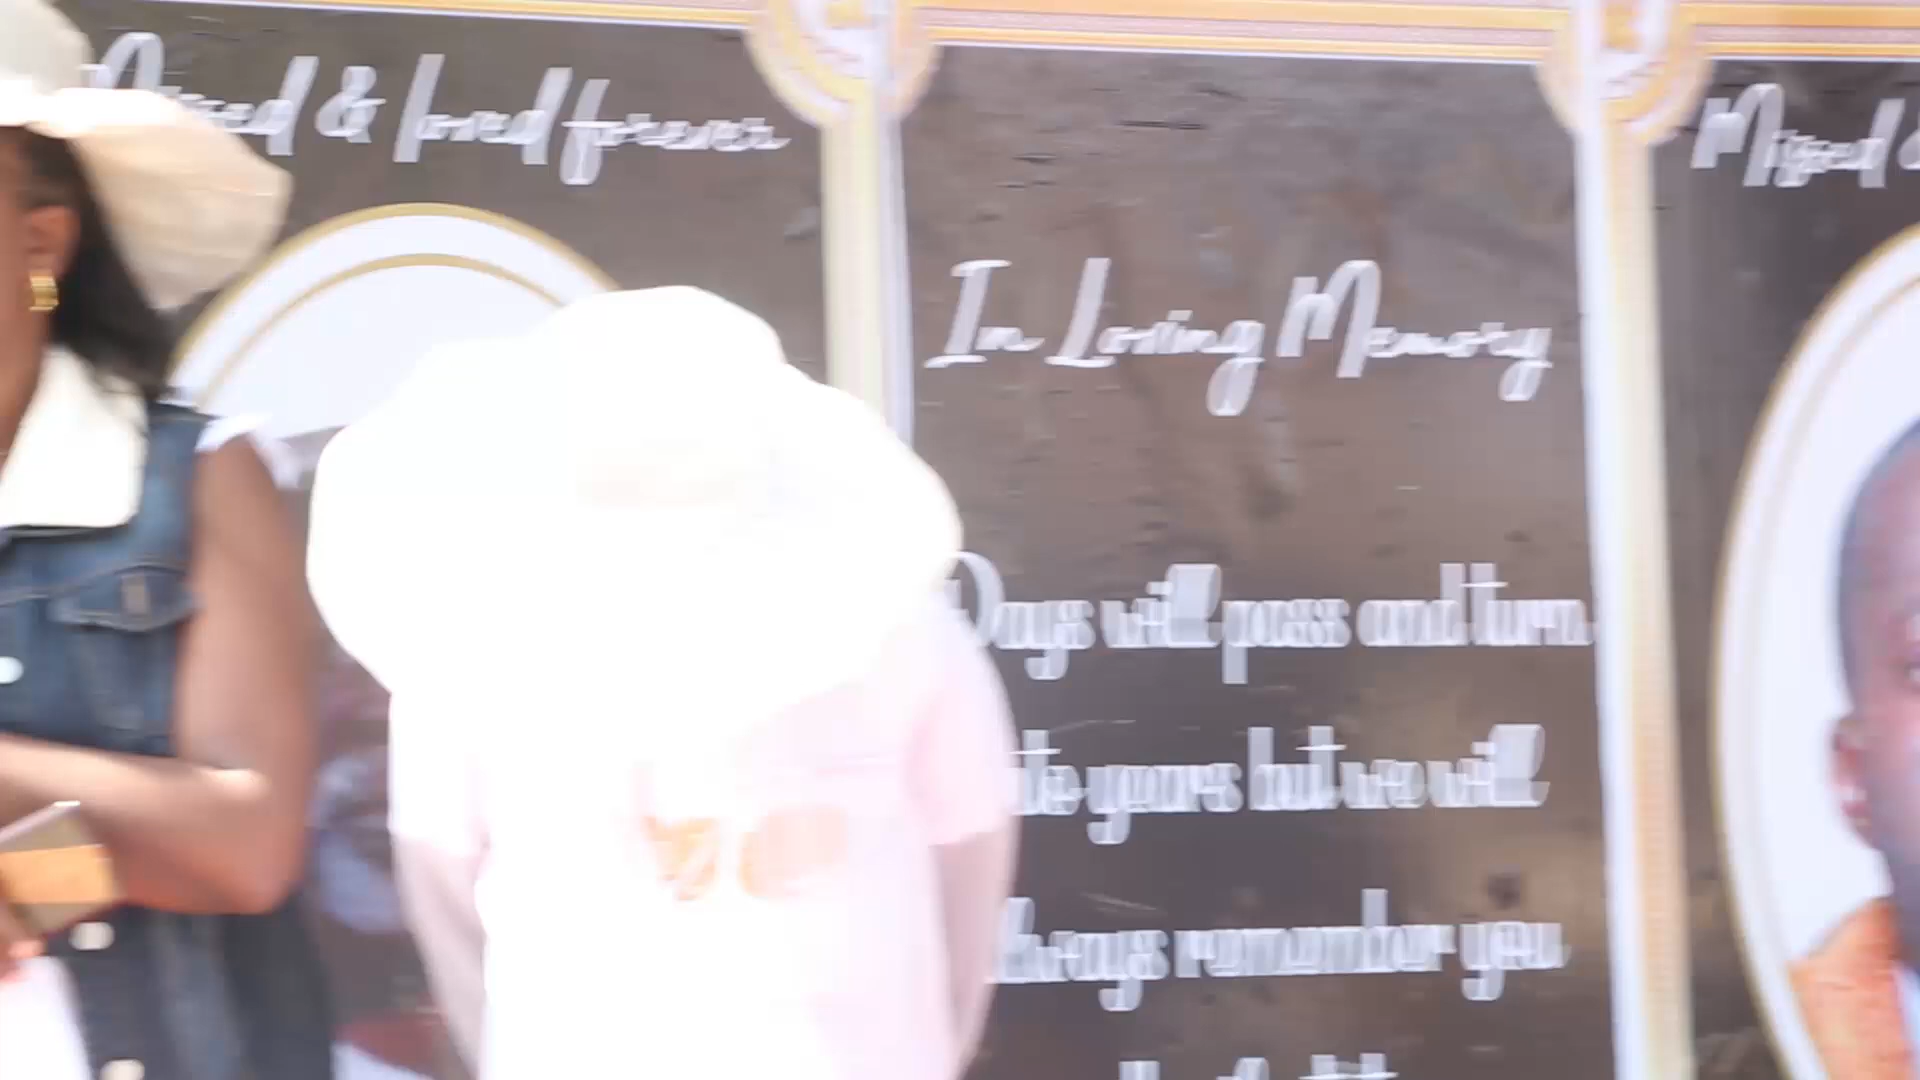 Missed & loved forever
In Loving Memory
Days will pass and turn
years but we will
always remember you
Missed &